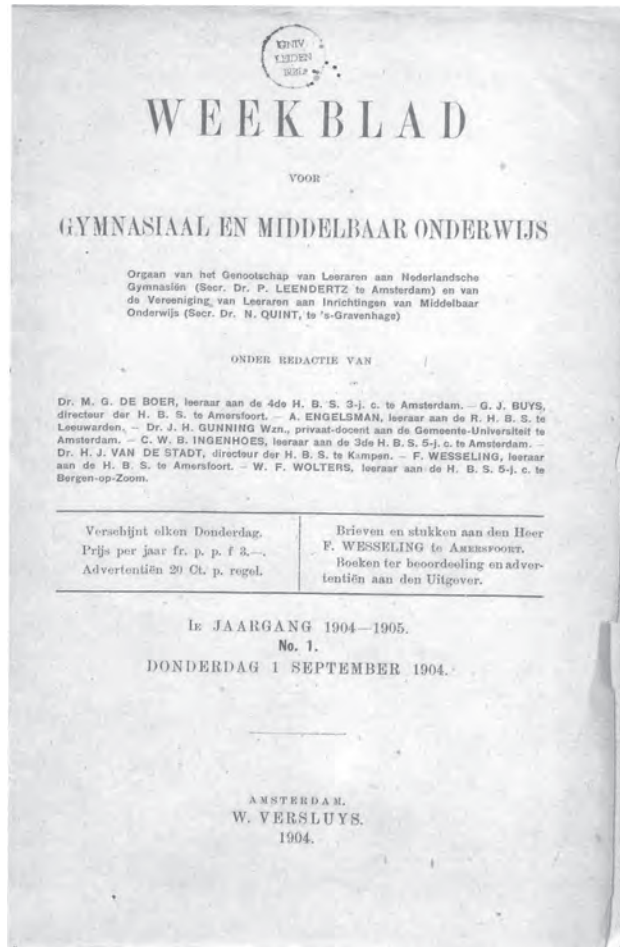 UNIV
LEIDEN
BIBL.
WEEKBLAD
VOOR
GYMNASIAAL EN MIDDELBAAR ONDERWIJS
Orgaan van het Genootschap van Leeraren aan Nederlandsche
Gymnasiën (Secr. Dr. P. LEENDERTZ te Amsterdam) en van
de Vereeniging van Leeraren aan Inrichtingen van Middelbaar
Onderwijs (Secr. Dr. N. QUINT, te 's-Gravenhage)
ONDER REDACTIE VAN
Dr. M. G. DE BOER, leeraar aan de 4de H. B. S. 3-j. c. te Amsterdam. — G. J. BUYS,
directeur der H. B. S. te Amersfoort. — A. ENGELSMAN, leeraar aan de R. H. B. S. te
Leeuwarden. — Dr. J. H. GUNNING Wzn., privaat-docent aan de Gemeente-Universiteit te
Amsterdam. — C. W. B. INGENHOES, leeraar aan de 3de H. B. S. 5-j. c. te Amsterdam. —
Dr. H. J. VAN DE STADT, directeur der H. B. S. te Kampen. — F. WESSELING, leeraar
aan de H. B. S. te Amersfoort. — W. F. WOLTERS, leeraar aan de H. B. S. 5-j. c. te
Bergen-op-Zoom.
Verschijnt elken Donderdag.
Prijs per jaar fr. p. p. f 3,—.
Advertentiën 20 Ct. p. regel.
Brieven en stukken aan den Heer
F. WESSELING te AMERSFOORT.
Boeken ter beoordeeling en adver-
tentiën aan den Uitgever.
IE JAARGANG 1904—1905.
No. 1.
DONDERDAG 1 SEPTEMBER 1904.
AMSTERDAM.
W. VERSLUYS.
1904.